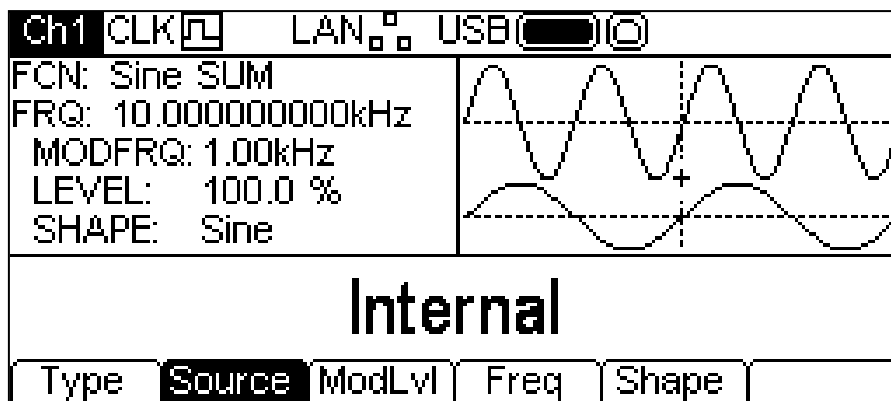 Ch1 CLK LAN USB
FCN: Sine SUM
FRQ: 10.000000000kHz
MODFRQ: 1.00kHz
LEVEL: 100.0 %
SHAPE: Sine
Internal
Type Source ModLvl Freq Shape